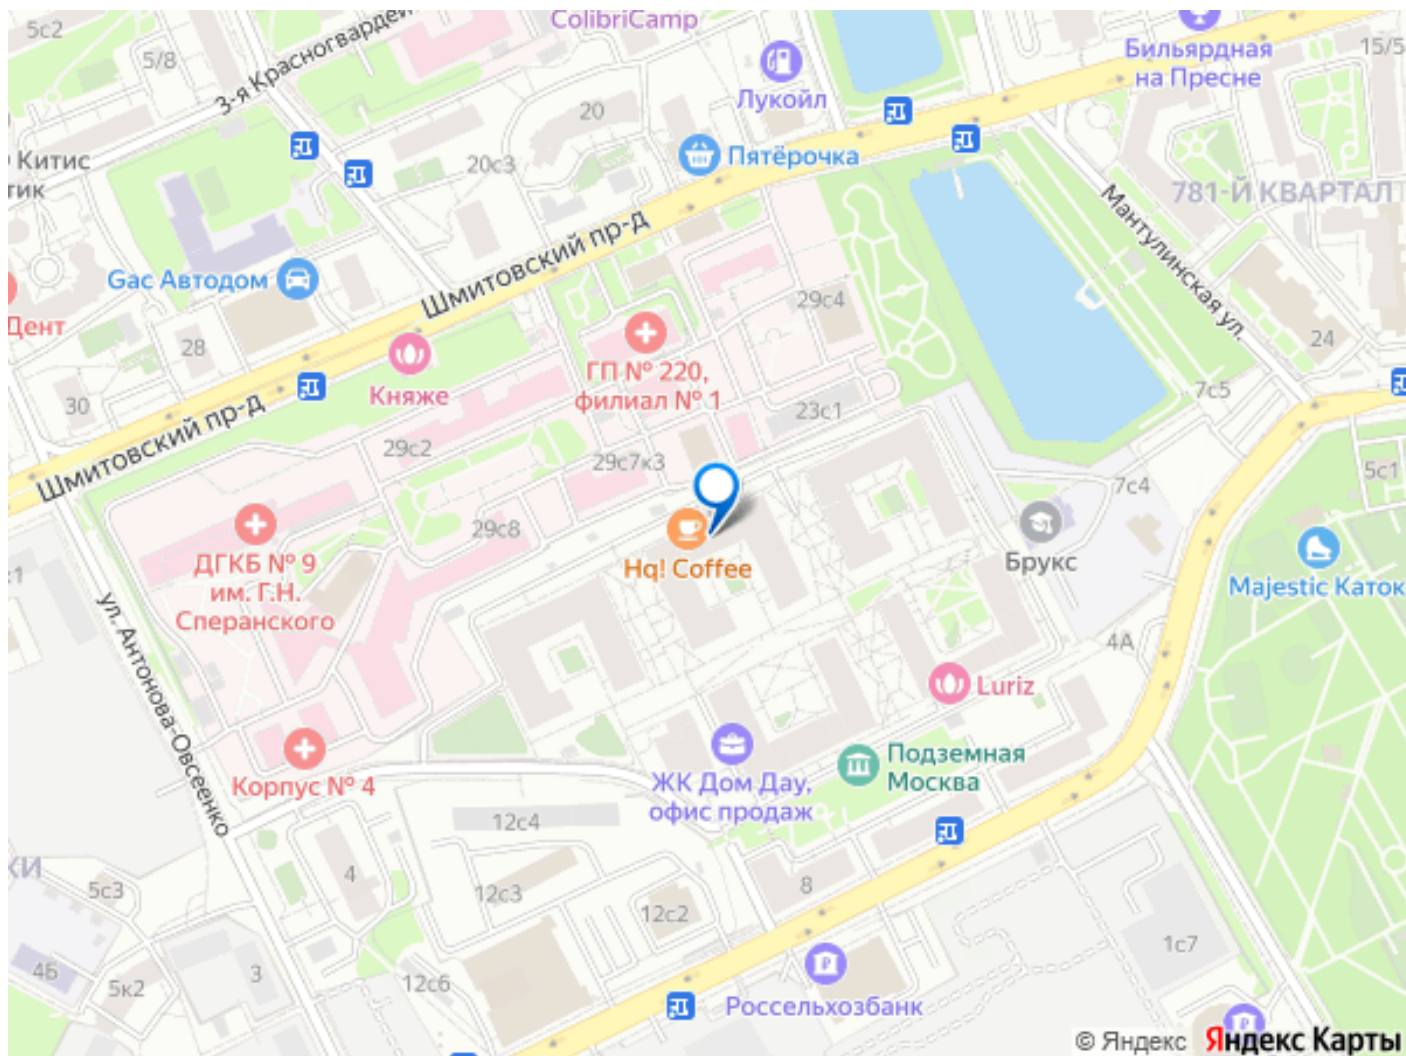 5с2
5/8
3-я Красногвардей
ColibriCamp
Лукойл
Бильярдная
на Пресне
15/5
20
20с3
Пятёрочка
Китис
тик
781-Й КВАРТАЛ
Мантулинская ул.
Gac Автодом
Шмитовский пр-д
29с4
Дент
28
Княже
ГП № 220,
филиал № 1
24
30
7с5
23с1
Шмитовский пр-д
29с2
29с7к3
5с1
7с4
29с8
ДГКБ № 9
им. Г.Н.
Сперанского
Hq! Coffee
Брукс
Majestic Каток
ул. Антонова-Овсеенко
4А
Luriz
Корпус № 4
ЖК Дом Дау,
офис продаж
Подземная
Москва
12с4
КИ
5с3
4
12с3
8
12с2
1с7
4Б
5к2
3
12с6
Россельхозбанк
© Яндекс Яндекс Карты